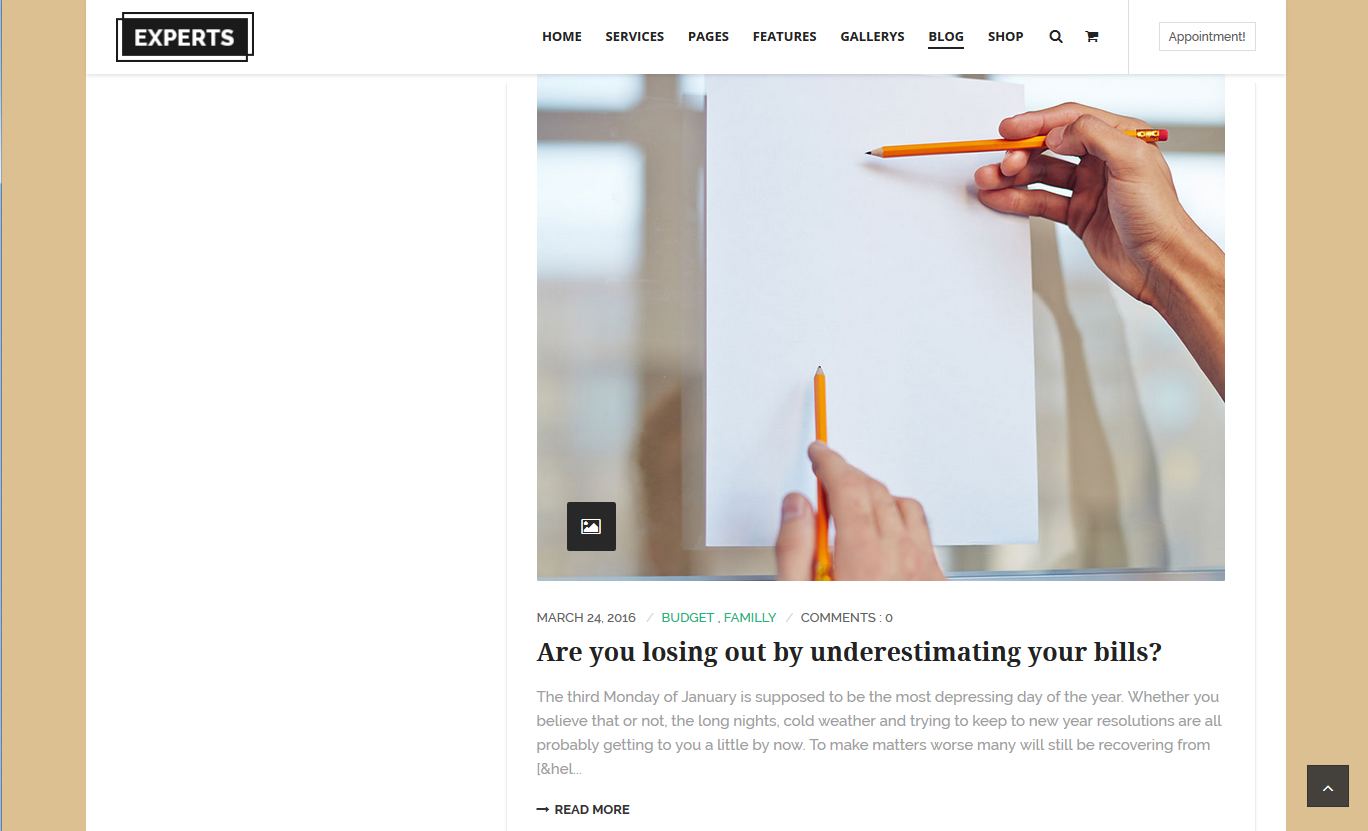 EXPERTS
HOME SERVICES PAGES FEATURES GALLERYS BLOG SHOP Appointment!
MARCH 24, 2016 / BUDGET , FAMILLY / COMMENTS : 0
Are you losing out by underestimating your bills?
The third Monday of January is supposed to be the most depressing day of the year. Whether you
believe that or not, the long nights, cold weather and trying to keep to new year resolutions are all
probably getting to you a little by now. To make matters worse many will still be recovering from
[&hel...
READ MORE